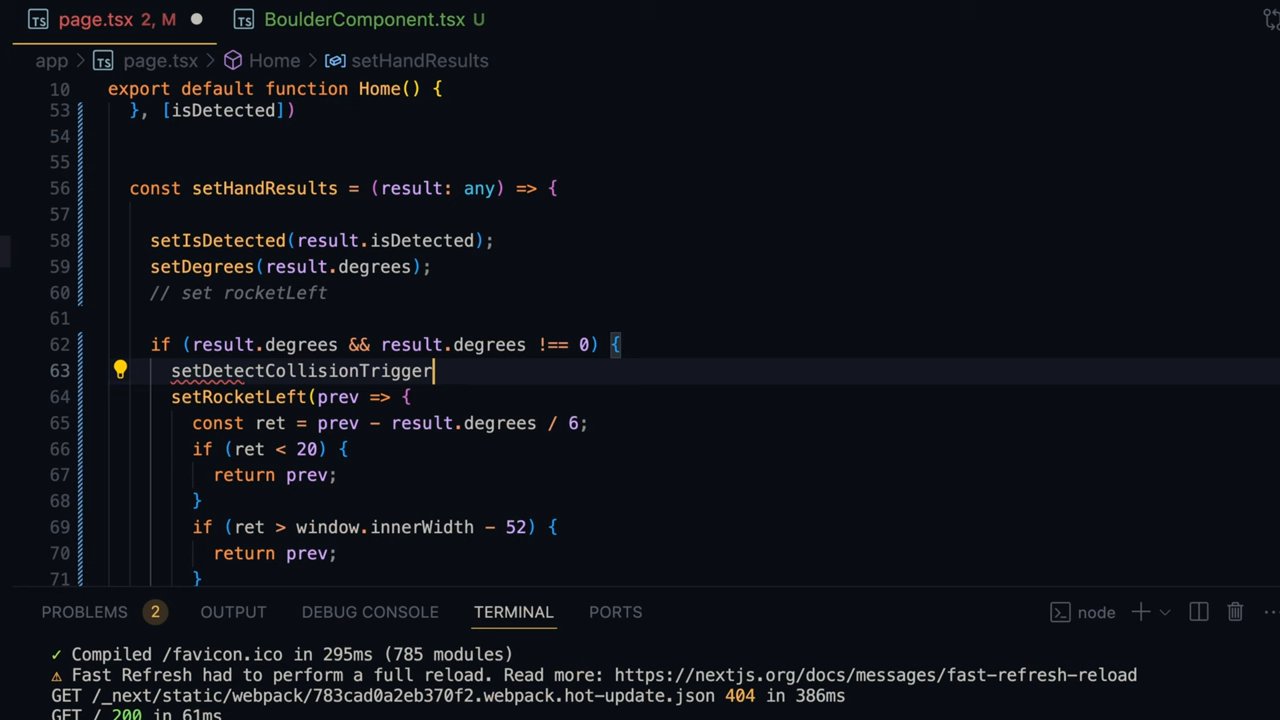 page.tsx 2, M
BoulderComponent.tsx U
app > page.tsx > Home > setHandResults
10 export default function Home() {
53 }, [isDetected])
54
55
56 const setHandResults = (result: any) => {
57
58 setIsDetected(result.isDetected);
59 setDegrees(result.degrees);
60 // set rocketLeft
61
62 if (result.degrees && result.degrees !== 0) {
63 setDetectCollisionTrigger
64 setRocketLeft(prev => {
65 const ret = prev - result.degrees / 6;
66 if (ret < 20) {
67 return prev;
68 }
69 if (ret > window.innerWidth - 52) {
70 return prev;
71 }
PROBLEMS 2 OUTPUT DEBUG CONSOLE TERMINAL PORTS node
✓ Compiled /favicon.ico in 295ms (785 modules)
⚠ Fast Refresh had to perform a full reload. Read more: https://nextjs.org/docs/messages/fast-refresh-reload
GET /_next/static/webpack/783cad0a2eb370f2.webpack.hot-update.json 404 in 386ms
GET / 200 in 61ms